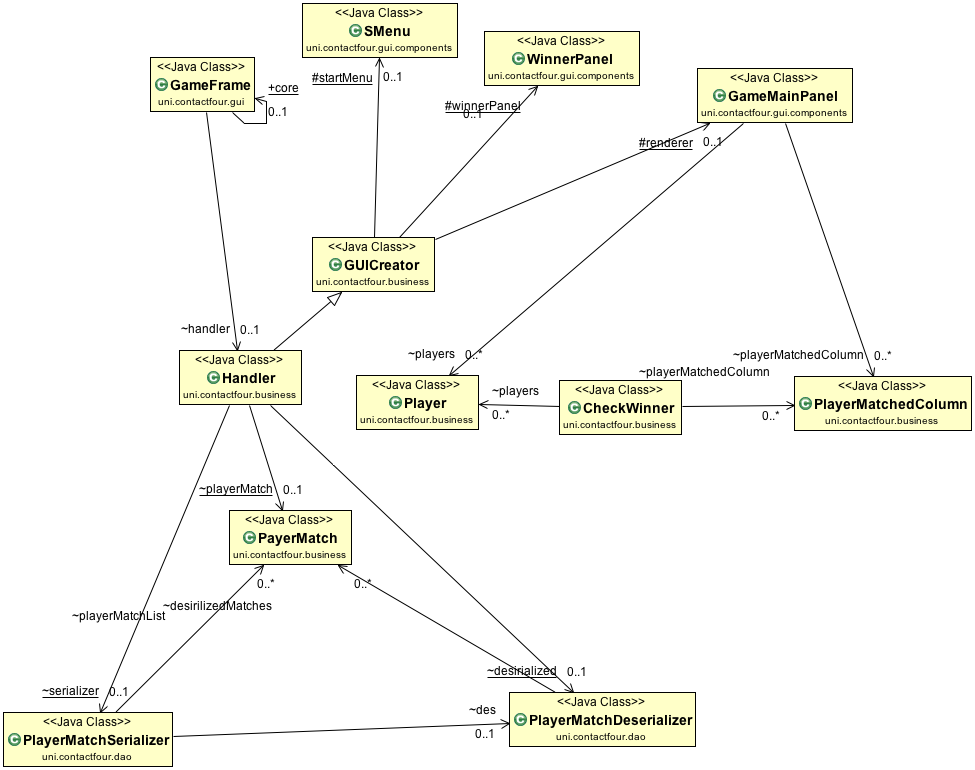 <<Java Class>>
SMenu
uni.contactfour.gui.components
<<Java Class>>
WinnerPanel
uni.contactfour.gui.components
<<Java Class>>
GameFrame
uni.contactfour.gui
+core
0..1
#startMenu
0..1
#winnerPanel
0..1
<<Java Class>>
GameMainPanel
uni.contactfour.gui.components
#renderer
0..1
<<Java Class>>
GUICreator
uni.contactfour.business
~handler
0..1
<<Java Class>>
Handler
uni.contactfour.business
~players
0..*
~playerMatchedColumn
0..*
~playerMatchedColumn
<<Java Class>>
Player
uni.contactfour.business
~players
0..*
<<Java Class>>
CheckWinner
uni.contactfour.business
0..*
<<Java Class>>
PlayerMatchedColumn
uni.contactfour.business
~playerMatch
0..1
<<Java Class>>
PayerMatch
uni.contactfour.business
0..*
0..*
~desirilizedMatches
~playerMatchList
~desirialized
0..1
~serializer
0..1
<<Java Class>>
PlayerMatchSerializer
uni.contactfour.dao
~des
0..1
<<Java Class>>
PlayerMatchDeserializer
uni.contactfour.dao